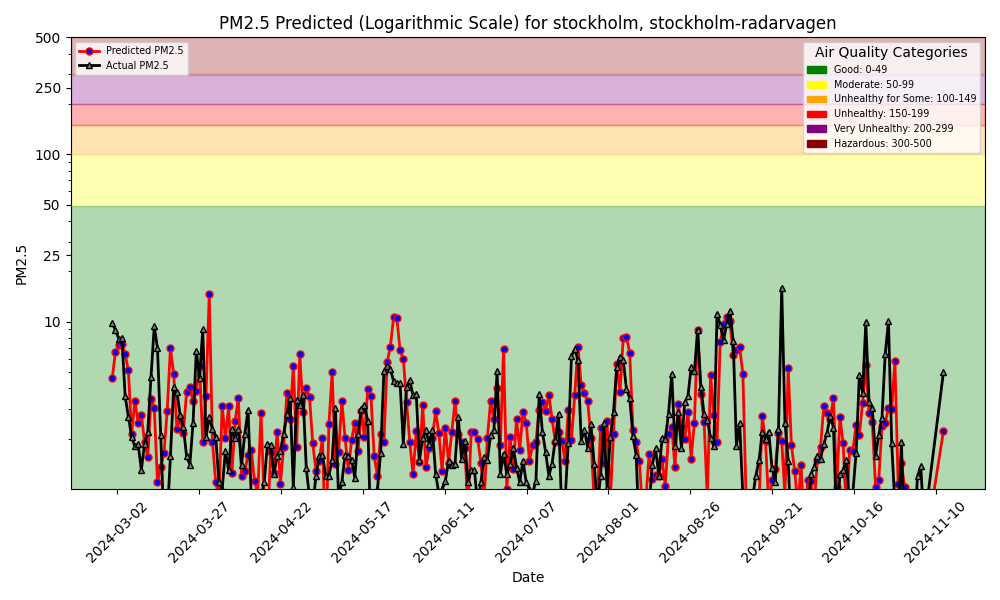 PM2.5 Predicted (Logarithmic Scale) for stockholm, stockholm-radarvagen
Predicted PM2.5
Actual PM2.5
Air Quality Categories
Good: 0-49
Moderate: 50-99
Unhealthy for Some: 100-149
Unhealthy: 150-199
Very Unhealthy: 200-299
Hazardous: 300-500
500
250
100
50
25
10
PM2.5
2024-03-02
2024-03-27
2024-04-22
2024-05-17
2024-06-11
2024-07-07
2024-08-01
2024-08-26
2024-09-21
2024-10-16
2024-11-10
Date